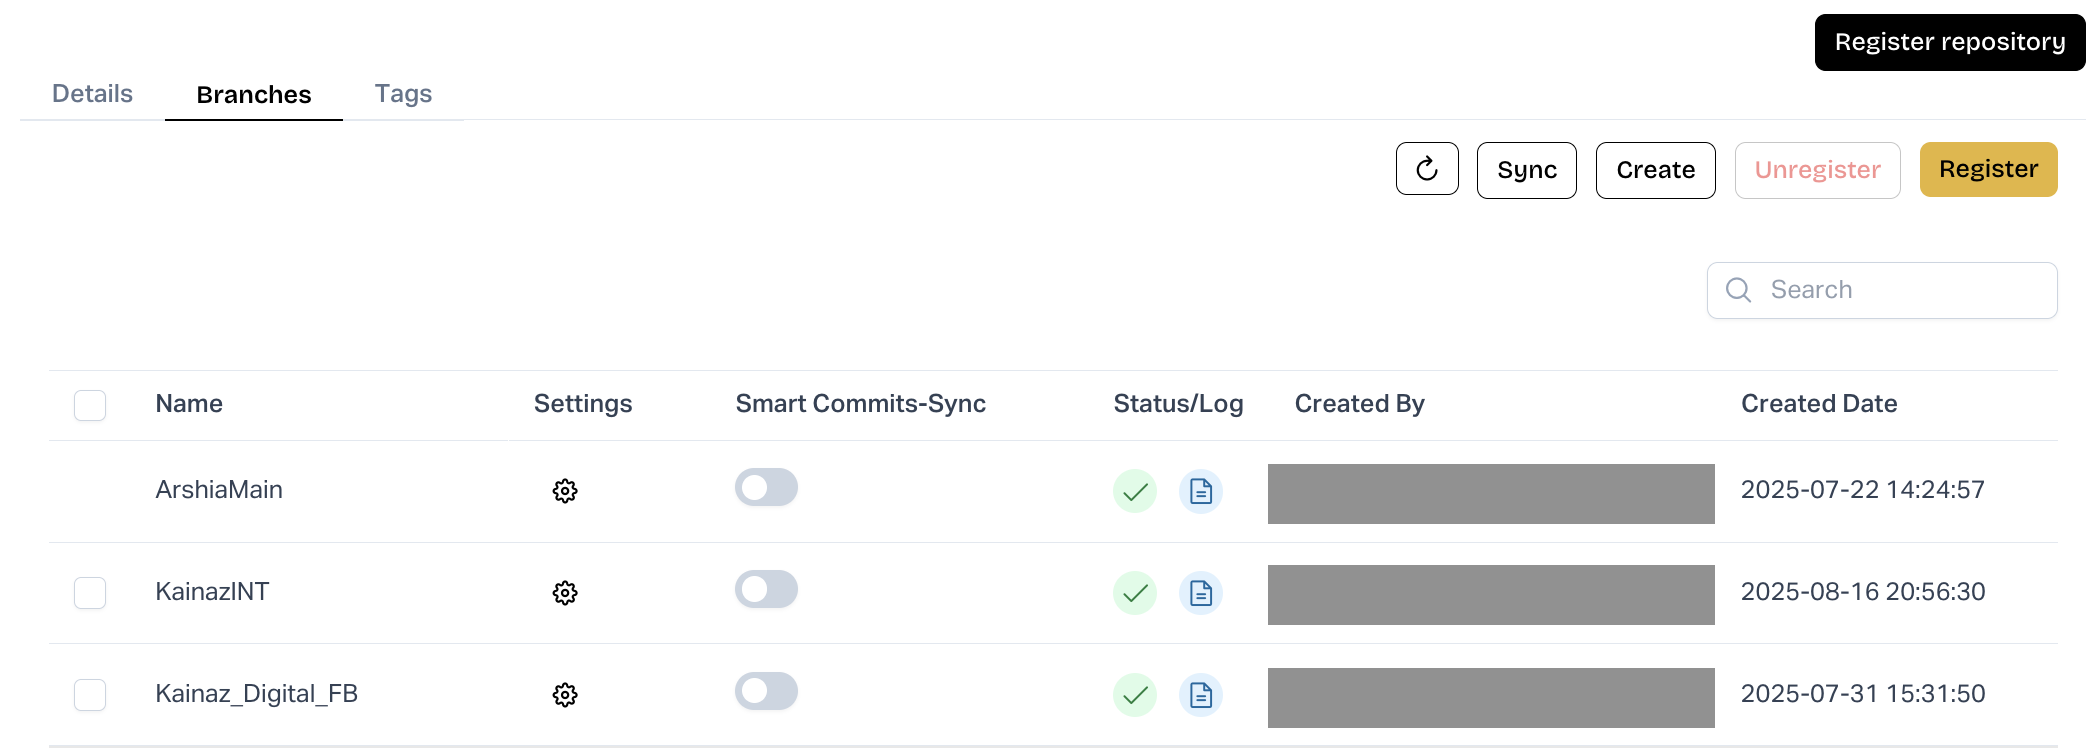 Register repository
Details Branches Tags
Sync Create Unregister Register
Search
Name Settings Smart Commits-Sync Status/Log Created By Created Date
ArshiaMain 2025-07-22 14:24:57
KainazINT 2025-08-16 20:56:30
Kainaz_Digital_FB 2025-07-31 15:31:50